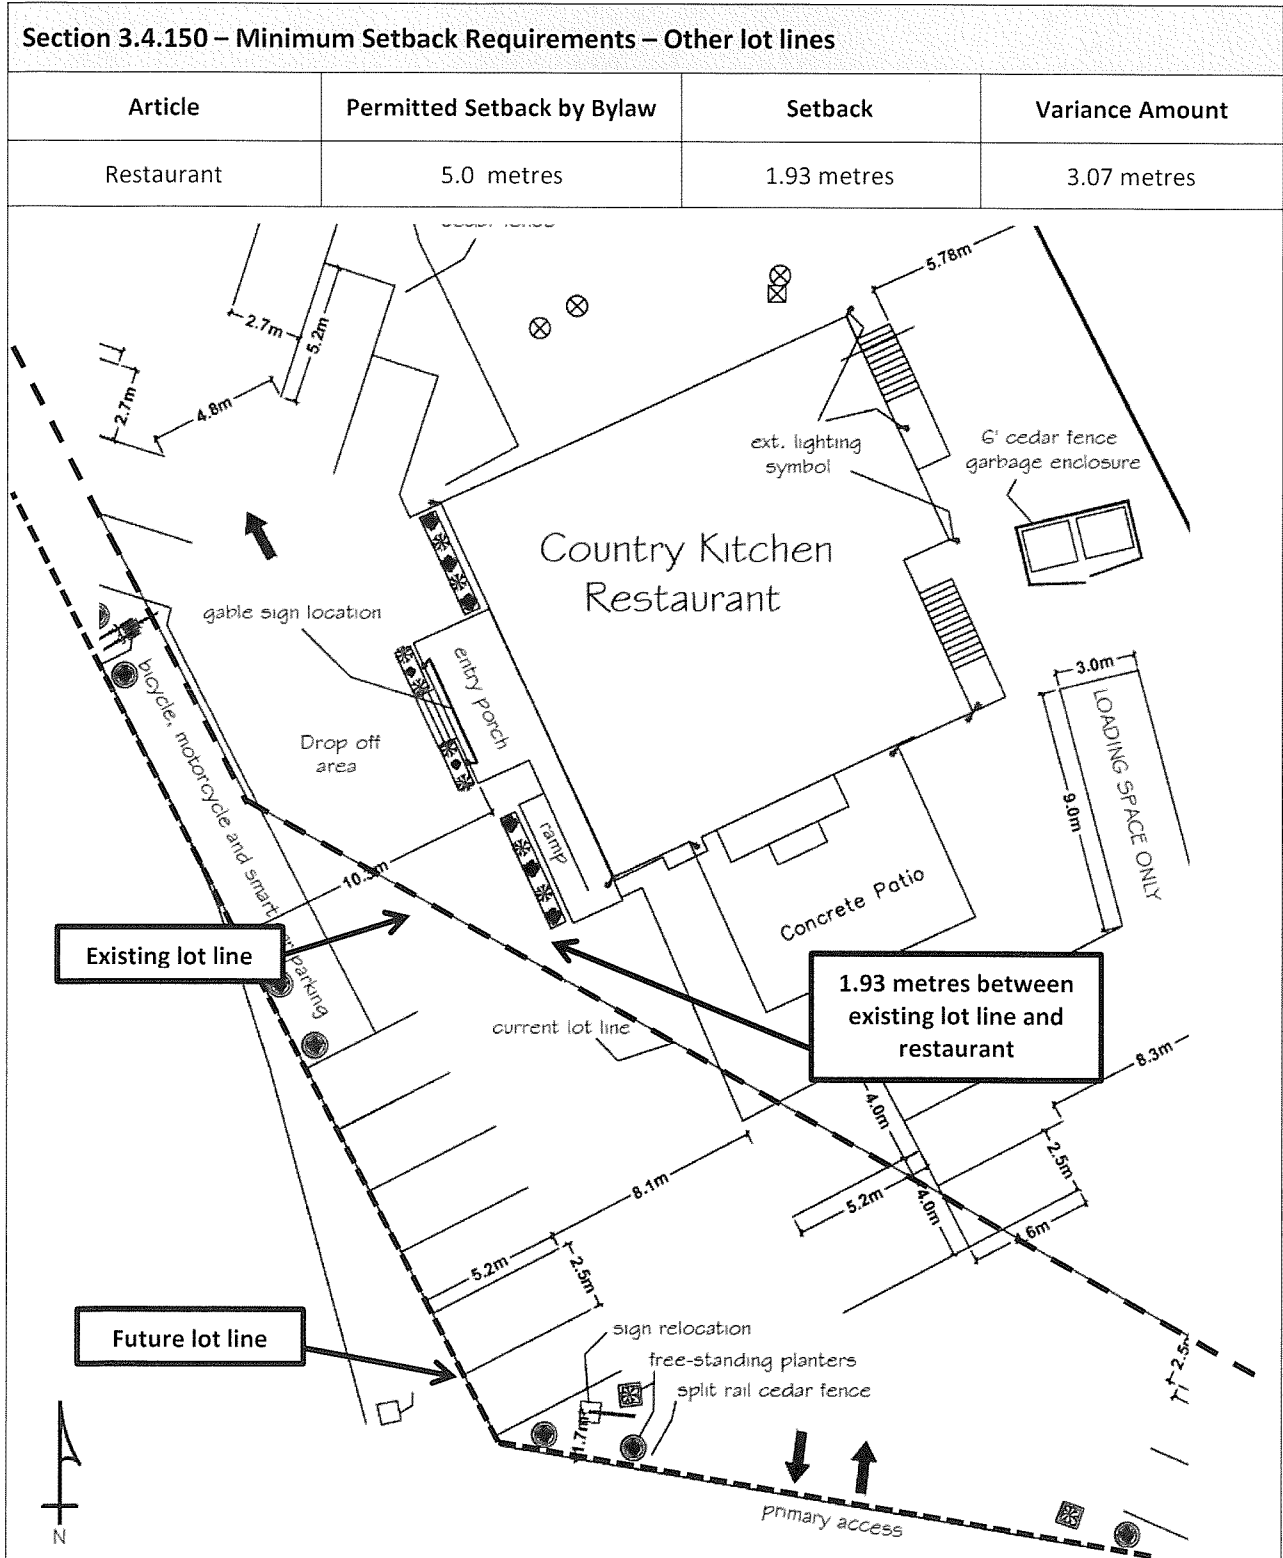 Section 3.4.150 – Minimum Setback Requirements – Other lot lines
Article
Permitted Setback by Bylaw
Setback
Variance Amount
Restaurant
5.0 metres
1.93 metres
3.07 metres
5.78m
2.7m
5.2m
2.7m
4.8m
ext. lighting
symbol
6' cedar fence
garbage enclosure
Country Kitchen
Restaurant
gable sign location
entry porch
3.0m
Drop off
area
bicycle, motorcycle and smart
parking
LOADING SPACE ONLY
9.0m
ramp
Concrete Patio
Existing lot line
1.93 metres between
existing lot line and
restaurant
current lot line
8.3m
4.0m
2.5m
8.1m
5.2m
4.0m
5.2m
2.5m
Future lot line
sign relocation
free-standing planters
split rail cedar fence
1.7m
primary access
N